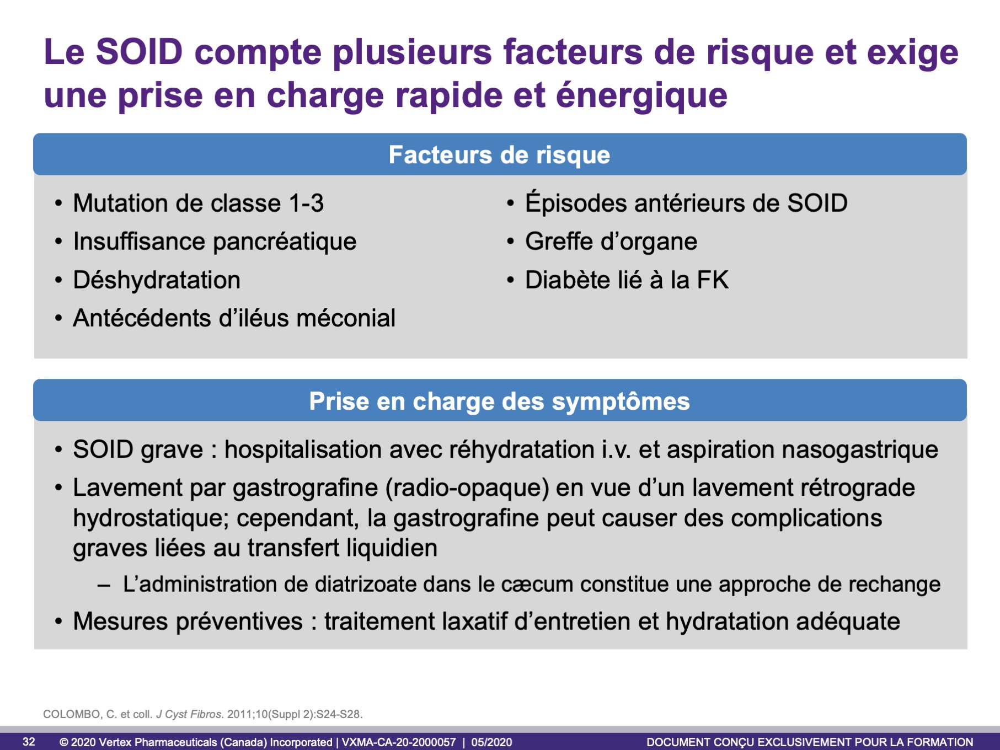 Le SOID compte plusieurs facteurs de risque et exige
une prise en charge rapide et énergique
Facteurs de risque
• Mutation de classe 1-3
• Insuffisance pancréatique
• Déshydratation
• Antécédents d’iléus méconial
• Épisodes antérieurs de SOID
• Greffe d’organe
• Diabète lié à la FK
Prise en charge des symptômes
• SOID grave : hospitalisation avec réhydratation i.v. et aspiration nasogastrique
• Lavement par gastrografine (radio-opaque) en vue d’un lavement rétrograde
hydrostatique; cependant, la gastrografine peut causer des complications
graves liées au transfert liquidien
– L’administration de diatrizoate dans le cæcum constitue une approche de rechange
• Mesures préventives : traitement laxatif d’entretien et hydratation adéquate
COLOMBO, C. et coll. J Cyst Fibros. 2011;10(Suppl 2):S24-S28.
32 © 2020 Vertex Pharmaceuticals (Canada) Incorporated | VXMA-CA-20-2000057 | 05/2020 DOCUMENT CONÇU EXCLUSIVEMENT POUR LA FORMATION